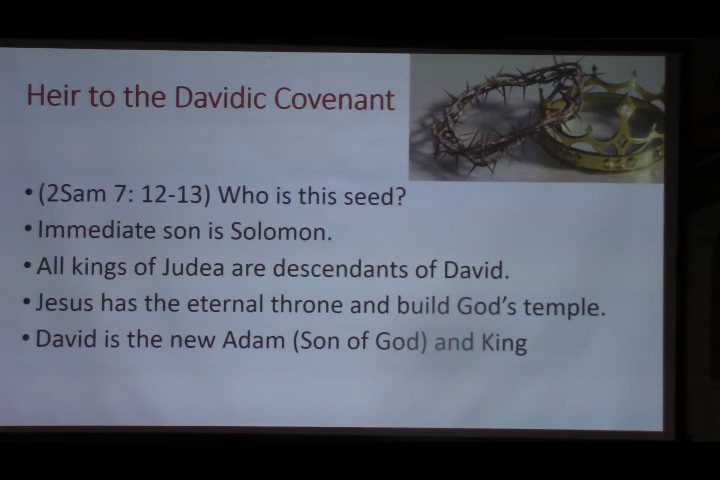 Heir to the Davidic Covenant
• (2Sam 7: 12-13) Who is this seed?
• Immediate son is Solomon.
• All kings of Judea are descendants of David.
• Jesus has the eternal throne and build God's temple.
• David is the new Adam (Son of God) and King